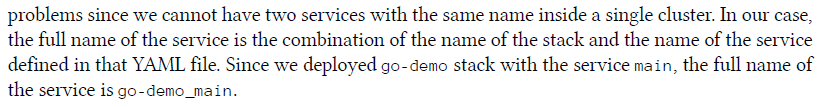 problems since we cannot have two services with the same name inside a single cluster. In our case,
the full name of the service is the combination of the name of the stack and the name of the service
defined in that YAML file. Since we deployed go-demo stack with the service main, the full name of
the service is go-demo_main.